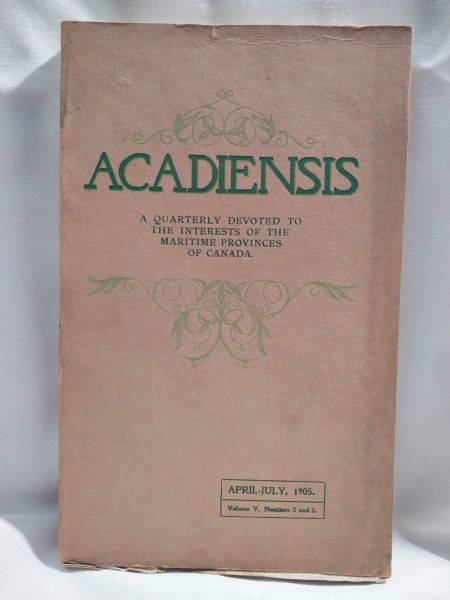 ACADIENSIS
A QUARTERLY DEVOTED TO
THE INTERESTS OF THE
MARITIME PROVINCES
OF CANADA.
APRIL-JULY, 1905.
Volume V. Numbers 2 and 3.